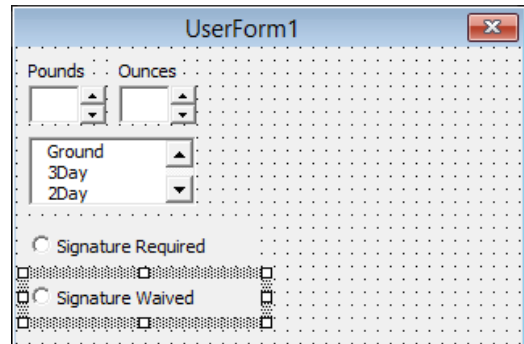 UserForm1
Pounds Ounces
Ground
3Day
2Day
Signature Required
Signature Waived